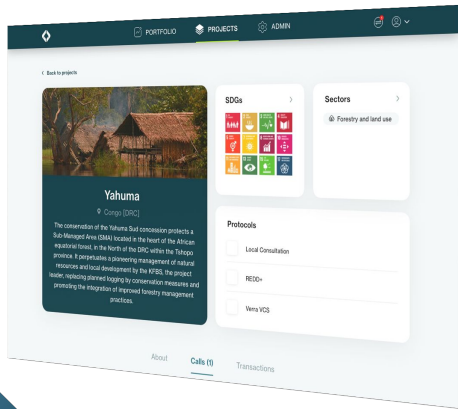 PORTFOLIO
PROJECTS
ADMIN
Back to projects
Yahuma
Congo [DRC]
The conservation of the Yahuma Sud concession protects a
Sub-Managed Area (SMA) located in the heart of the African
equatorial forest, in the North of the DRC within the Tshopo
province. It perpetuates a pioneering management of natural
resources and local development by the KFBS, the project
leader, replacing planned logging by conservation measures and
promoting the integration of improved forestry management
practices.
SDGs
Sectors
Forestry and land use
Protocols
Local Consultation
REDD+
Verra VCS
About
Calls (1)
Transactions